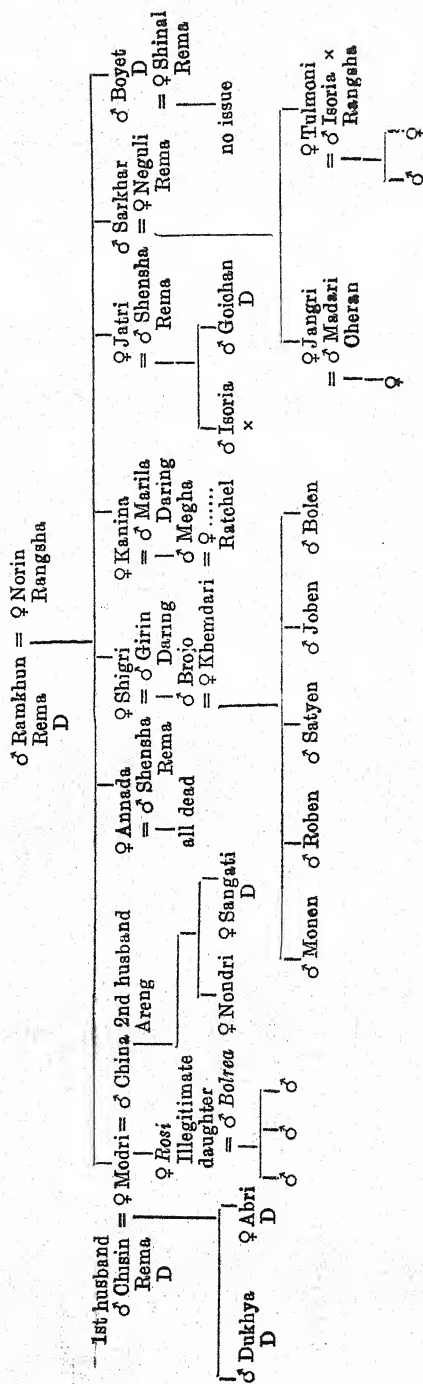 ♂ Ramkhun = ♀ Norin
Rema Rangsha
D
1st husband
♂ Chisin = ♀ Modri = ♂ China 2nd husband
Rema Areng
D
♂ Dukhya
D
♀ Abri
D
♀ Rosi
Illegitimate
daughter
= ♂ Bolrea
♂ ♂ ♂
♀ Nondri ♀ Sangati
D
♀ Annada
= ♂ Shensha
Rema
all dead
♀ Shigri
= ♂ Girin
Daring
♂ Brojo
= ♀ Khemdari
♂ Monen ♂ Roben ♂ Satyen ♂ Joben ♂ Bolen
♀ Kanina
= ♂ Marila
Daring
♂ Megha
= ♀ ......
Ratchel
♀ Jatri
= ♂ Shensha
Rema
♂ Isoria
×
♂ Goichan
D
♂ Sarkhar
= ♀ Neguli
Rema
♀ Jangri
= ♂ Madari
Cheran
♀
♀ Tulmoni
= ♂ Isoria ×
Rangsha
♂ ♀
♂ Boyet
D
= ♀ Shinal
Rema
no issue